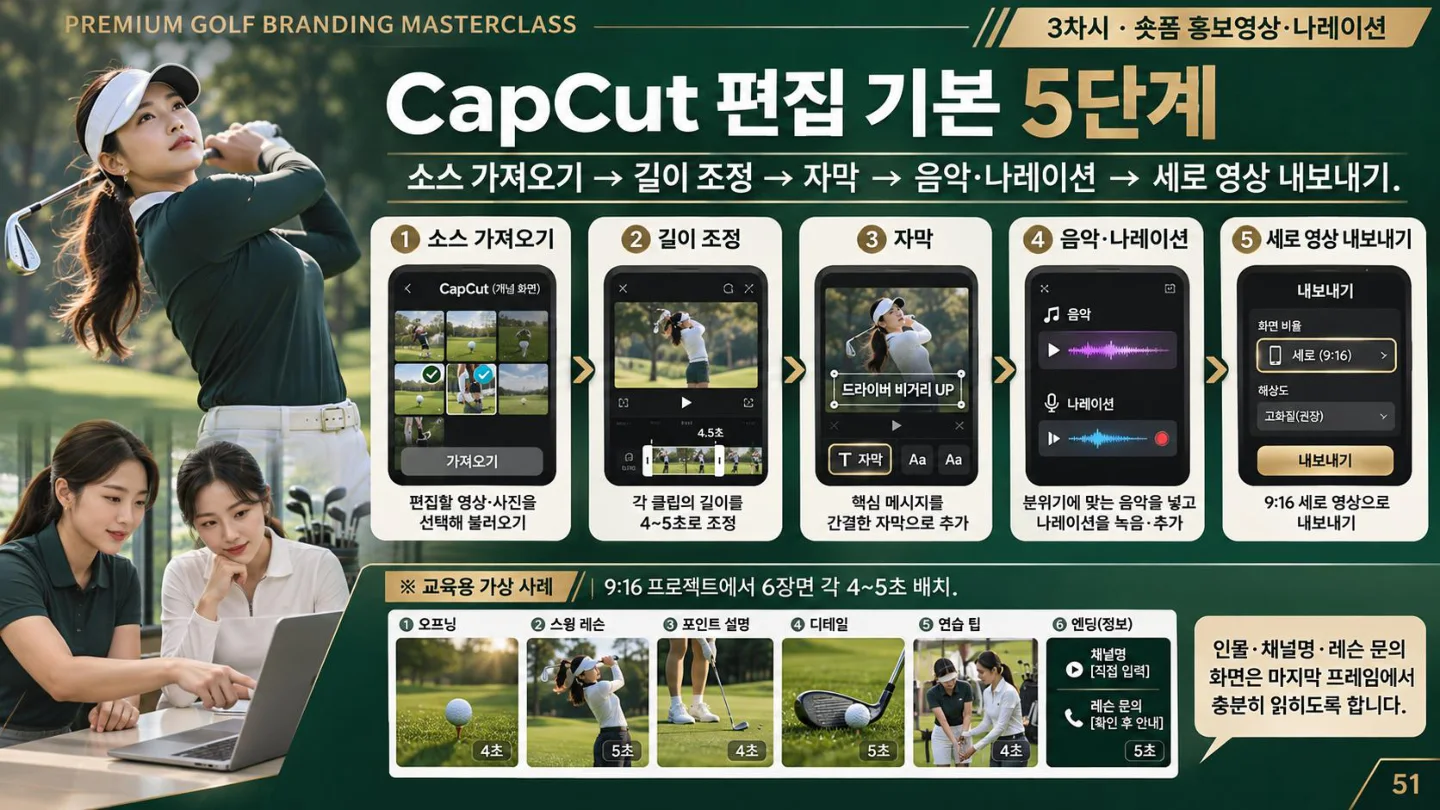 PREMIUM GOLF BRANDING MASTERCLASS
3차시 · 숏폼 홍보영상·나레이션
CapCut 편집 기본 5단계
소스 가져오기 → 길이 조정 → 자막 → 음악·나레이션 → 세로 영상 내보내기.
1 소스 가져오기
CapCut (개념 화면)
가져오기
편집할 영상·사진을
선택해 불러오기
2 길이 조정
4.5초
각 클립의 길이를
4~5초로 조정
3 자막
드라이버 비거리 UP
T 자막 Aa Aa
핵심 메시지를
간결한 자막으로 추가
4 음악·나레이션
음악
나레이션
분위기에 맞는 음악을 넣고
나레이션을 녹음·추가
5 세로 영상 내보내기
내보내기
화면 비율
세로 (9:16)
해상도
고화질(권장)
내보내기
9:16 세로 영상으로
내보내기
※ 교육용 가상 사례 | 9:16 프로젝트에서 6장면 각 4~5초 배치.
1 오프닝
4초
2 스윙 레슨
5초
3 포인트 설명
4초
4 디테일
5초
5 연습 팁
4초
6 엔딩(정보)
채널명
[직접 입력]
레슨 문의
[확인 후 안내]
5초
인물·채널명·레슨 문의
화면은 마지막 프레임에서
충분히 읽히도록 합니다.
51